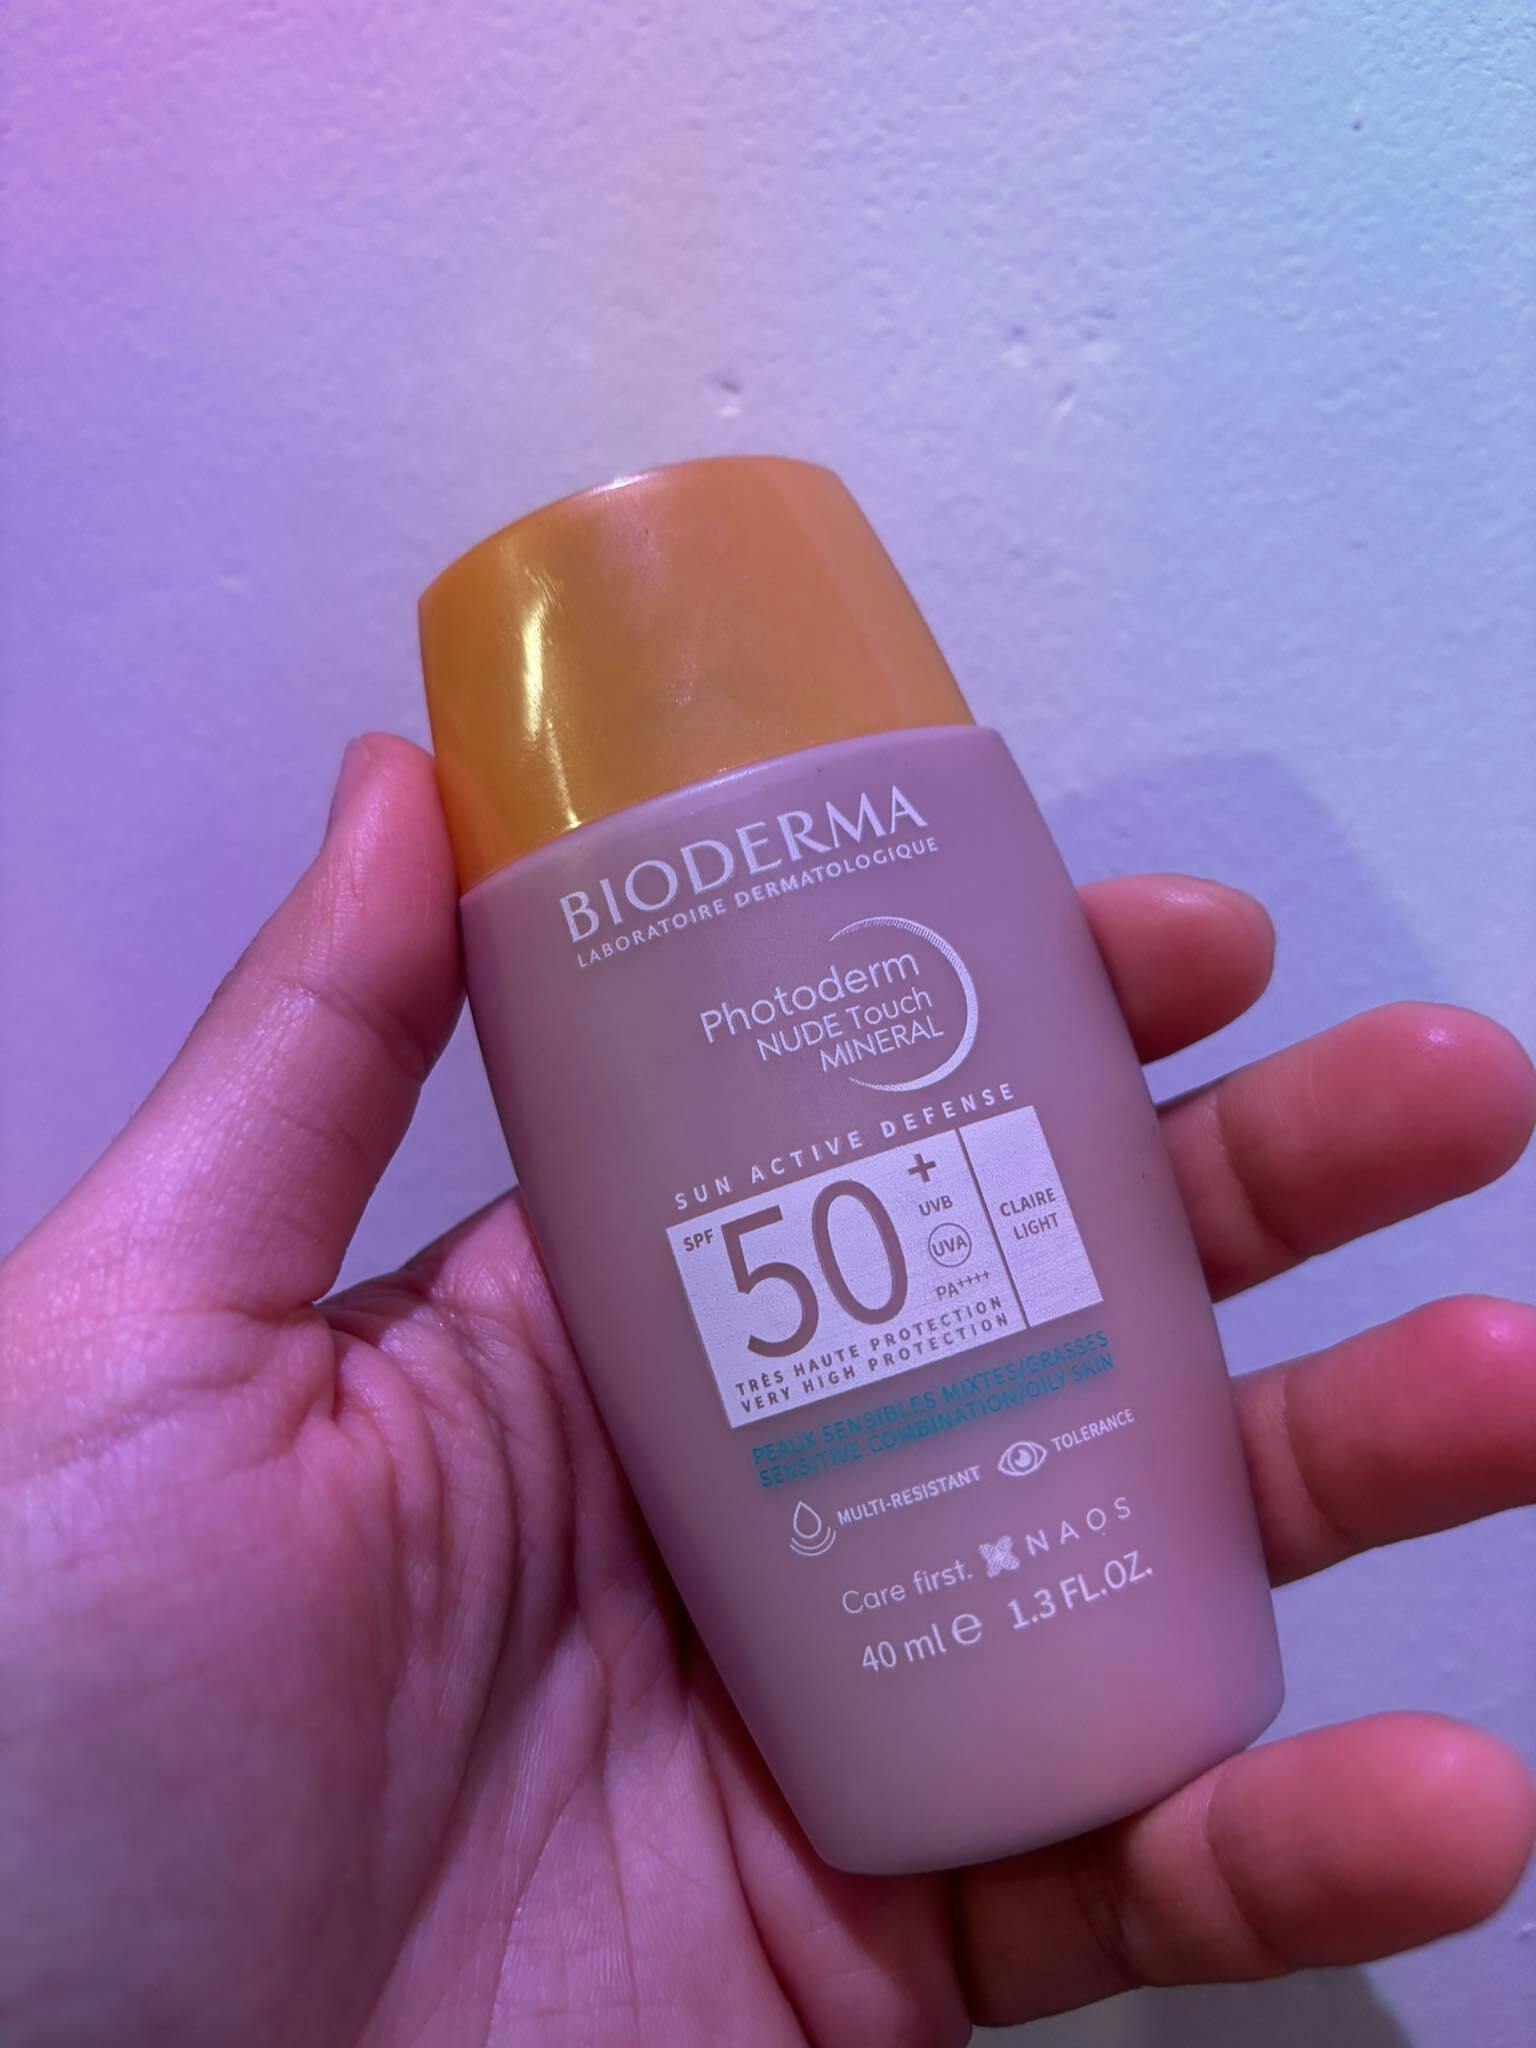 BIODERMA
LABORATOIRE DERMATOLOGIQUE
Photoderm
NUDE Touch
MINERAL
SUN ACTIVE DEFENSE
SPF 50+
UVB
UVA
PA++++
CLAIRE
LIGHT
TRÈS HAUTE PROTECTION
VERY HIGH PROTECTION
PEAUX SENSIBLES MIXTES/GRASSES
SENSITIVE COMBINATION/OILY SKIN
MULTI-RESISTANT TOLERANCE
Care first. NAOS
40 ml e 1.3 FL.OZ.